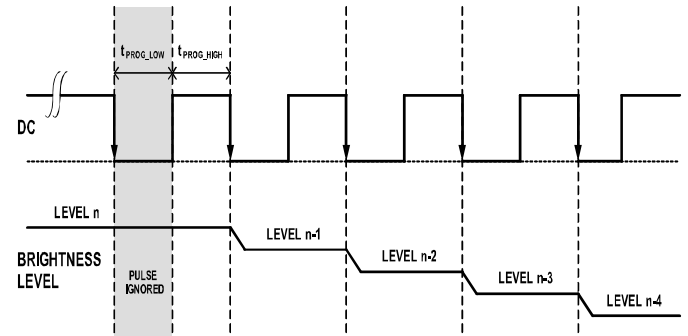 tPROG_LOW tPROG_HIGH
DC
LEVEL n
LEVEL n-1
LEVEL n-2
LEVEL n-3
LEVEL n-4
BRIGHTNESS
LEVEL
PULSE
IGNORED